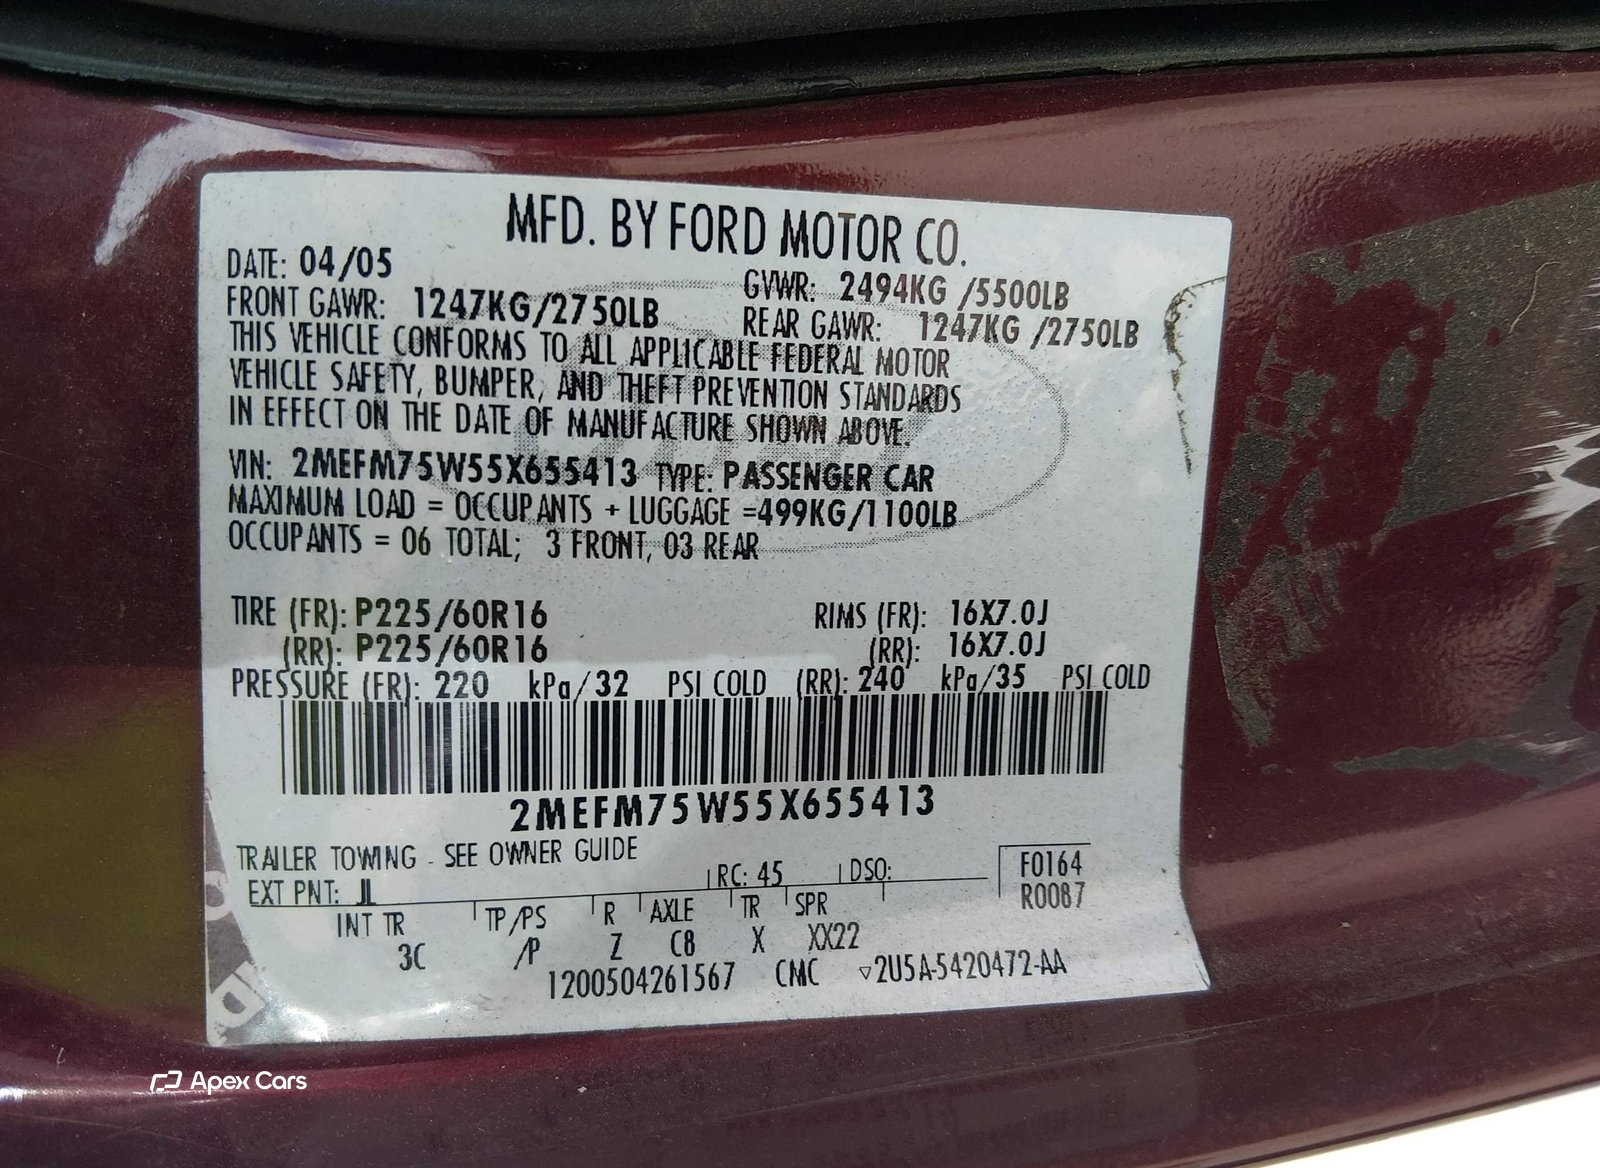 MFD. BY FORD MOTOR CO.
DATE: 04/05 GVWR: 2494KG /5500LB
FRONT GAWR: 1247KG/2750LB REAR GAWR: 1247KG /2750LB
THIS VEHICLE CONFORMS TO ALL APPLICABLE FEDERAL MOTOR
VEHICLE SAFETY, BUMPER, AND THEFT PREVENTION STANDARDS
IN EFFECT ON THE DATE OF MANUFACTURE SHOWN ABOVE.
VIN: 2MEFM75W55X655413 TYPE: PASSENGER CAR
MAXIMUM LOAD = OCCUPANTS + LUGGAGE =499KG/1100LB
OCCUPANTS = 06 TOTAL; 3 FRONT, 03 REAR
TIRE (FR): P225/60R16 RIMS (FR): 16X7.0J
(RR): P225/60R16 (RR): 16X7.0J
PRESSURE (FR): 220 kPa/32 PSI COLD (RR): 240 kPa/35 PSI COLD
2MEFM75W55X655413
TRAILER TOWING - SEE OWNER GUIDE
EXT PNT: JL RC: 45 DSO: F0164
R0087
INT TR TP/PS R AXLE TR SPR
3C /P Z C8 X XX22
1200504261567 CMC ▽2U5A-5420472-AA
Apex Cars